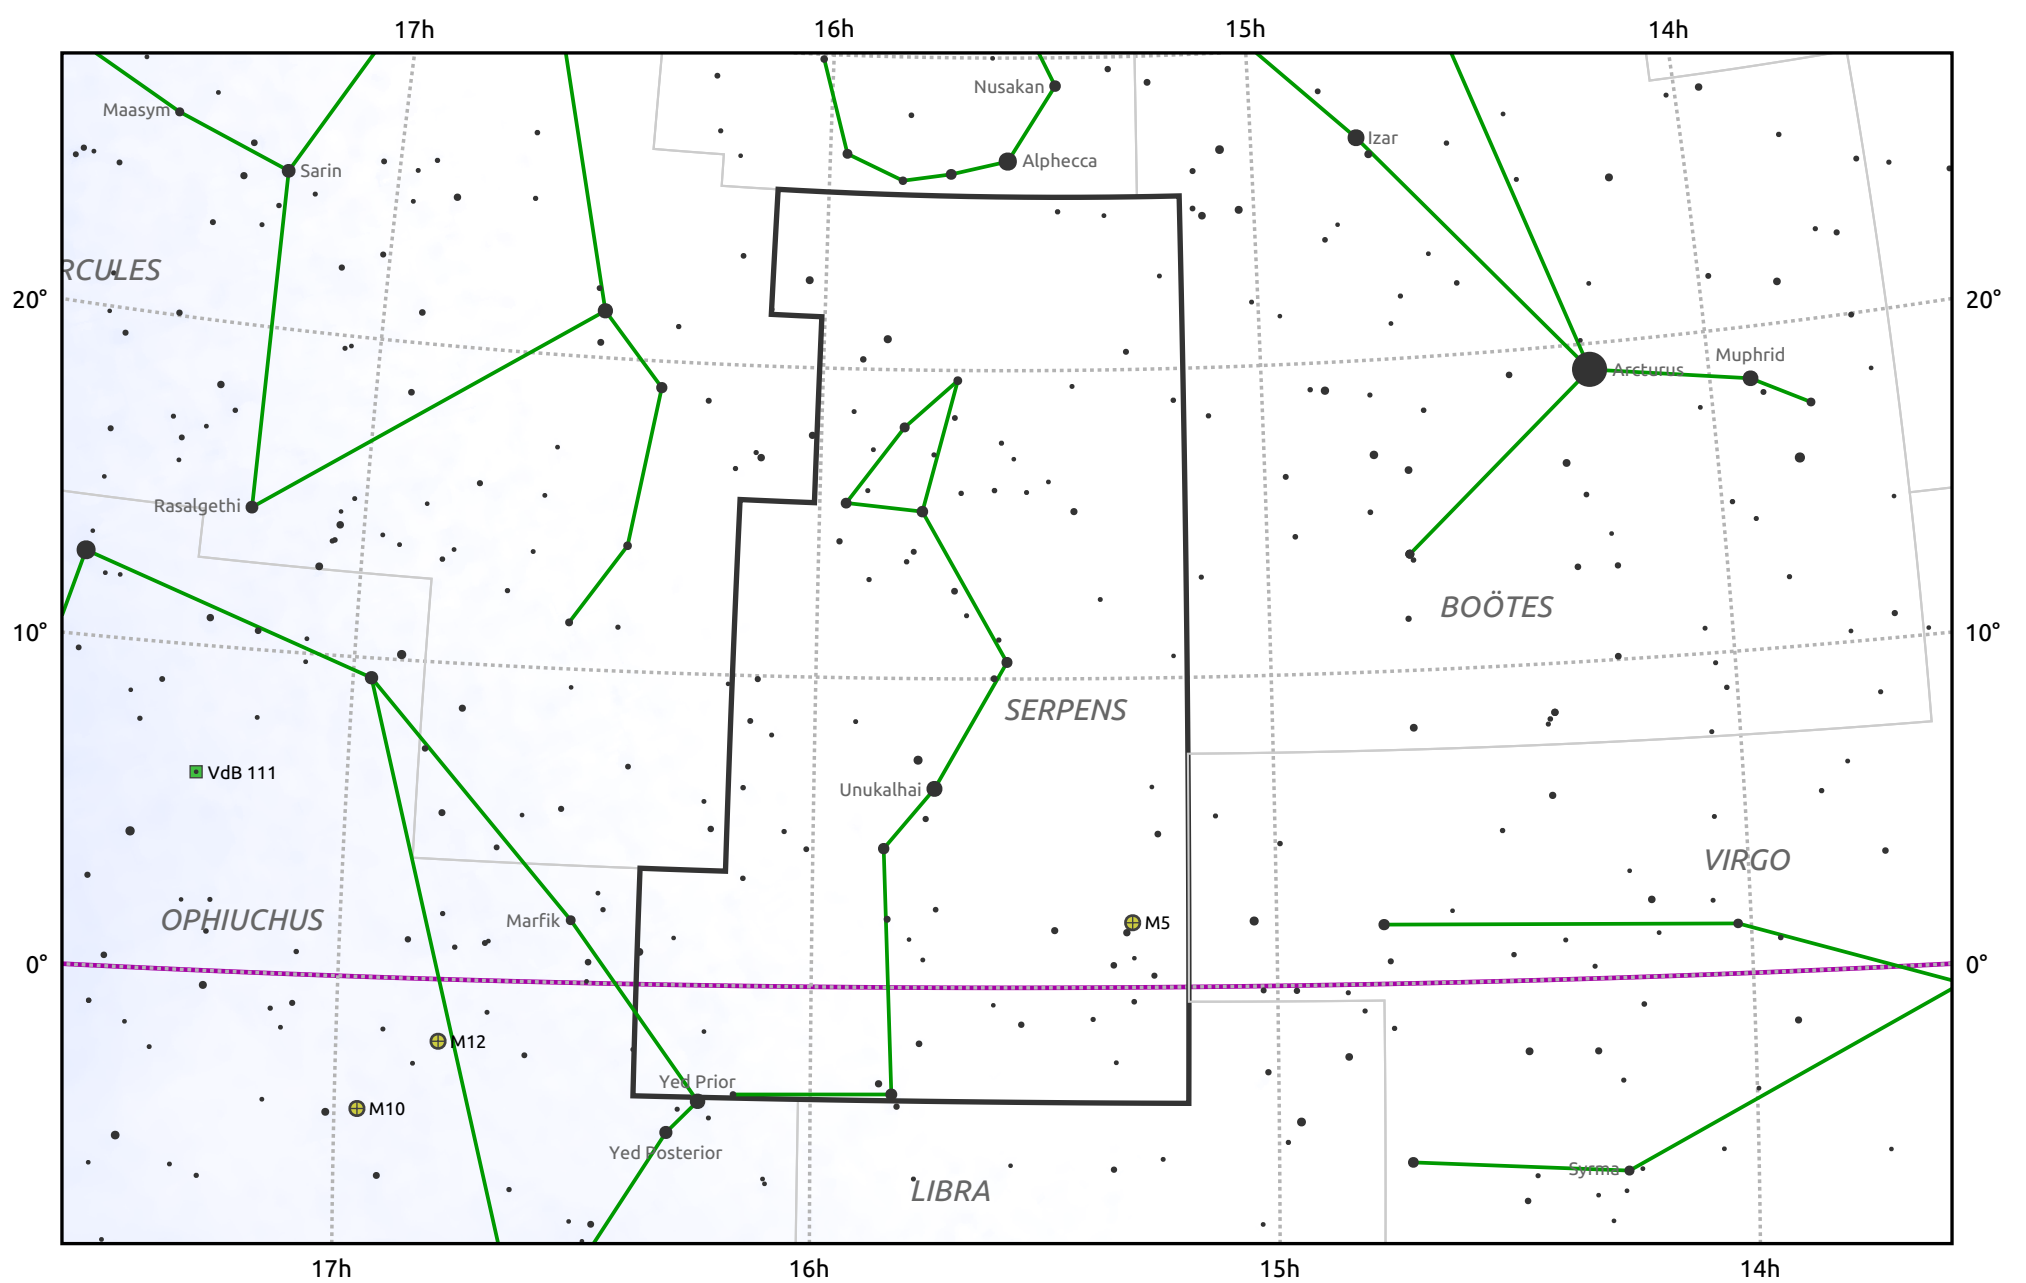 17h
16h
15h
14h
Nusakan
Maasym
Izar
Alphecca
Sarin
RCULES
20°
20°
Muphrid
Arcturus
Rasalgethi
BOÖTES
10°
10°
SERPENS
VdB 111
Unukalhai
VIRGO
OPHIUCHUS
Marfik
M5
0°
0°
M12
Yed Prior
M10
Yed Posterior
Syrma
LIBRA
17h
16h
15h
14h